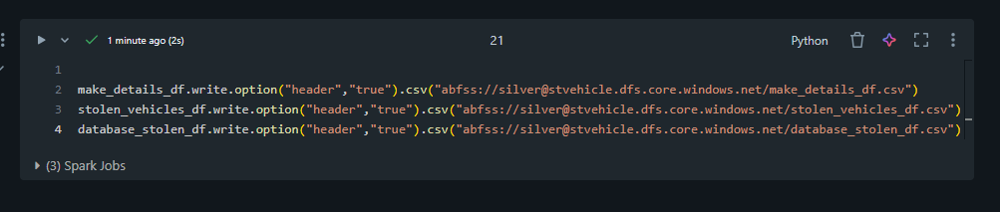 1 minute ago (2s)
21
Python
1
2 make_details_df.write.option("header","true").csv("abfss://silver@stvehicle.dfs.core.windows.net/make_details_df.csv")
3 stolen_vehicles_df.write.option("header","true").csv("abfss://silver@stvehicle.dfs.core.windows.net/stolen_vehicles_df.csv")
4 database_stolen_df.write.option("header","true").csv("abfss://silver@stvehicle.dfs.core.windows.net/database_stolen_df.csv")
(3) Spark Jobs